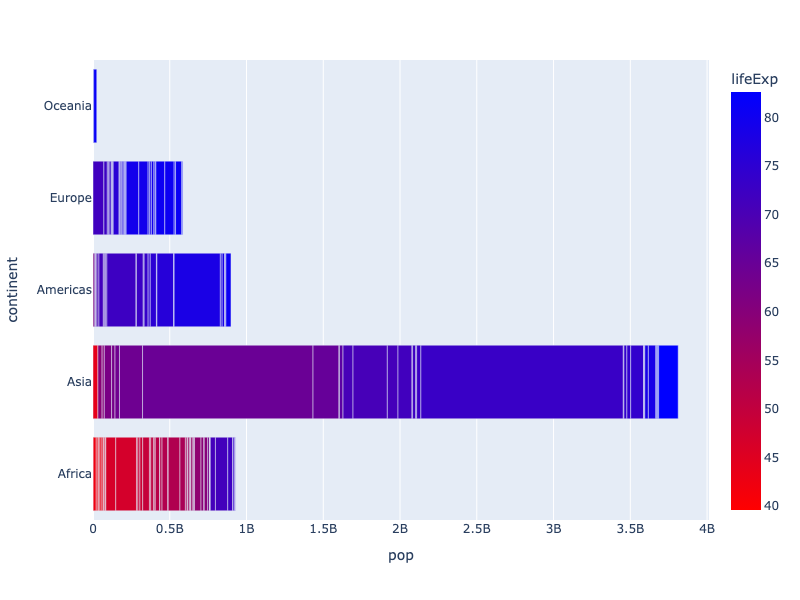 lifeExp
80
75
70
65
60
55
50
45
40
continent
Oceania
Europe
Americas
Asia
Africa
0 0.5B 1B 1.5B 2B 2.5B 3B 3.5B 4B
pop